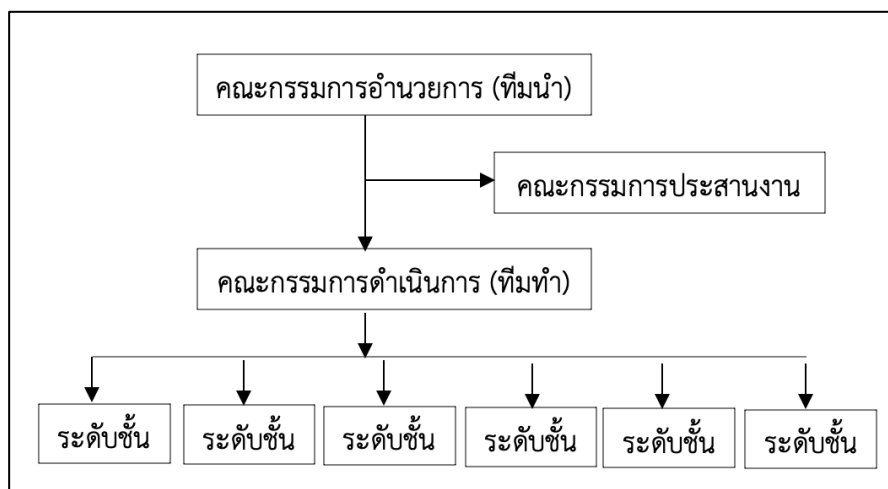 คณะกรรมการอำนวยการ (ทีมนำ)
คณะกรรมการประสานงาน
คณะกรรมการดำเนินการ (ทีมทำ)
ระดับชั้น
ระดับชั้น
ระดับชั้น
ระดับชั้น
ระดับชั้น
ระดับชั้น